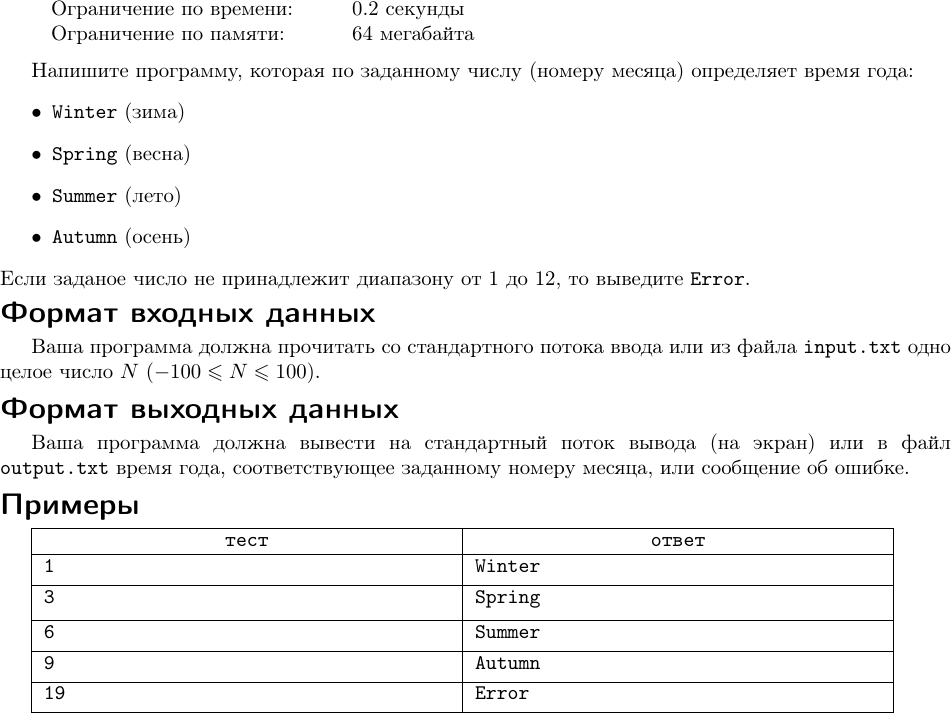 Ограничение по времени: 0.2 секунды
Ограничение по памяти: 64 мегабайта
Напишите программу, которая по заданному числу (номеру месяца) определяет время года:
• Winter (зима)
• Spring (весна)
• Summer (лето)
• Autumn (осень)
Если заданое число не принадлежит диапазону от 1 до 12, то выведите Error.
Формат входных данных
Ваша программа должна прочитать со стандартного потока ввода или из файла input.txt одно
целое число N (−100 ⩽ N ⩽ 100).
Формат выходных данных
Ваша программа должна вывести на стандартный поток вывода (на экран) или в файл
output.txt время года, соответствующее заданному номеру месяца, или сообщение об ошибке.
Примеры
тест ответ
1 Winter
3 Spring
6 Summer
9 Autumn
19 Error